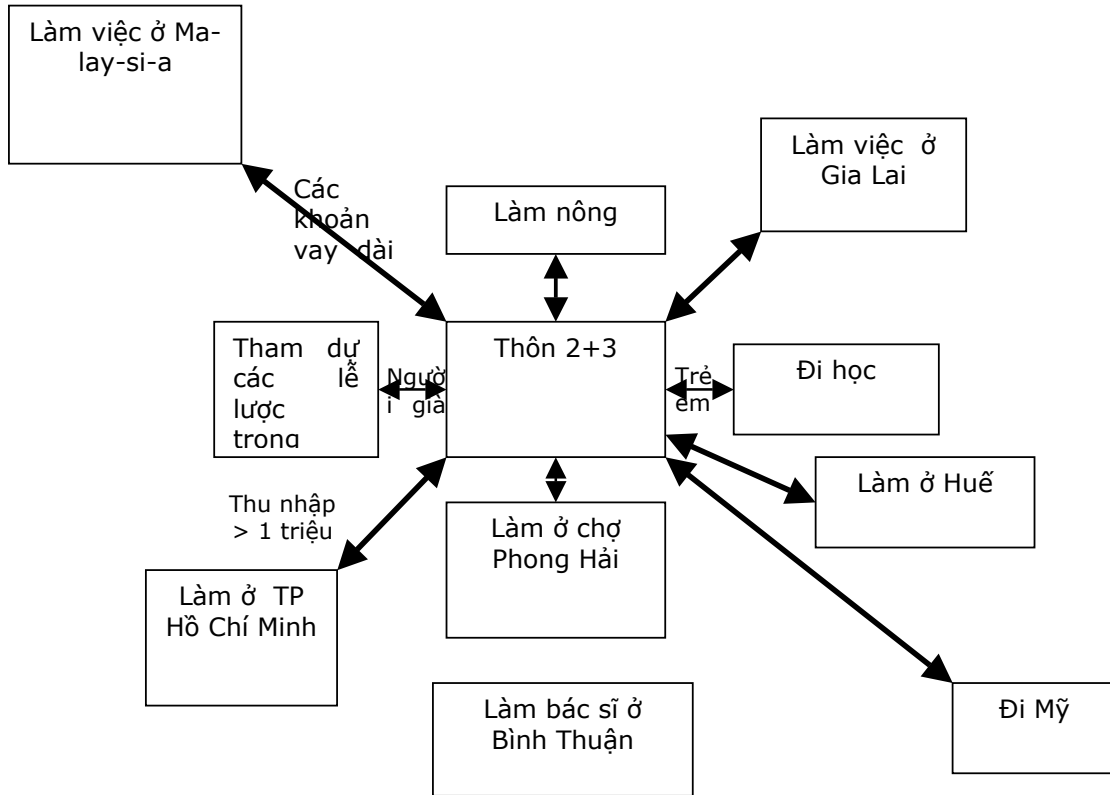 Làm việc ở Ma-
lay-si-a
Làm việc ở
Gia Lai
Các
khoản
vay dài
Làm nông
Tham dự
các lễ
lược
trong
Ngườ
i già
Thôn 2+3
Trẻ
em
Đi học
Thu nhập
> 1 triệu
Làm ở chợ
Phong Hải
Làm ở Huế
Làm ở TP
Hồ Chí Minh
Làm bác sĩ ở
Bình Thuận
Đi Mỹ